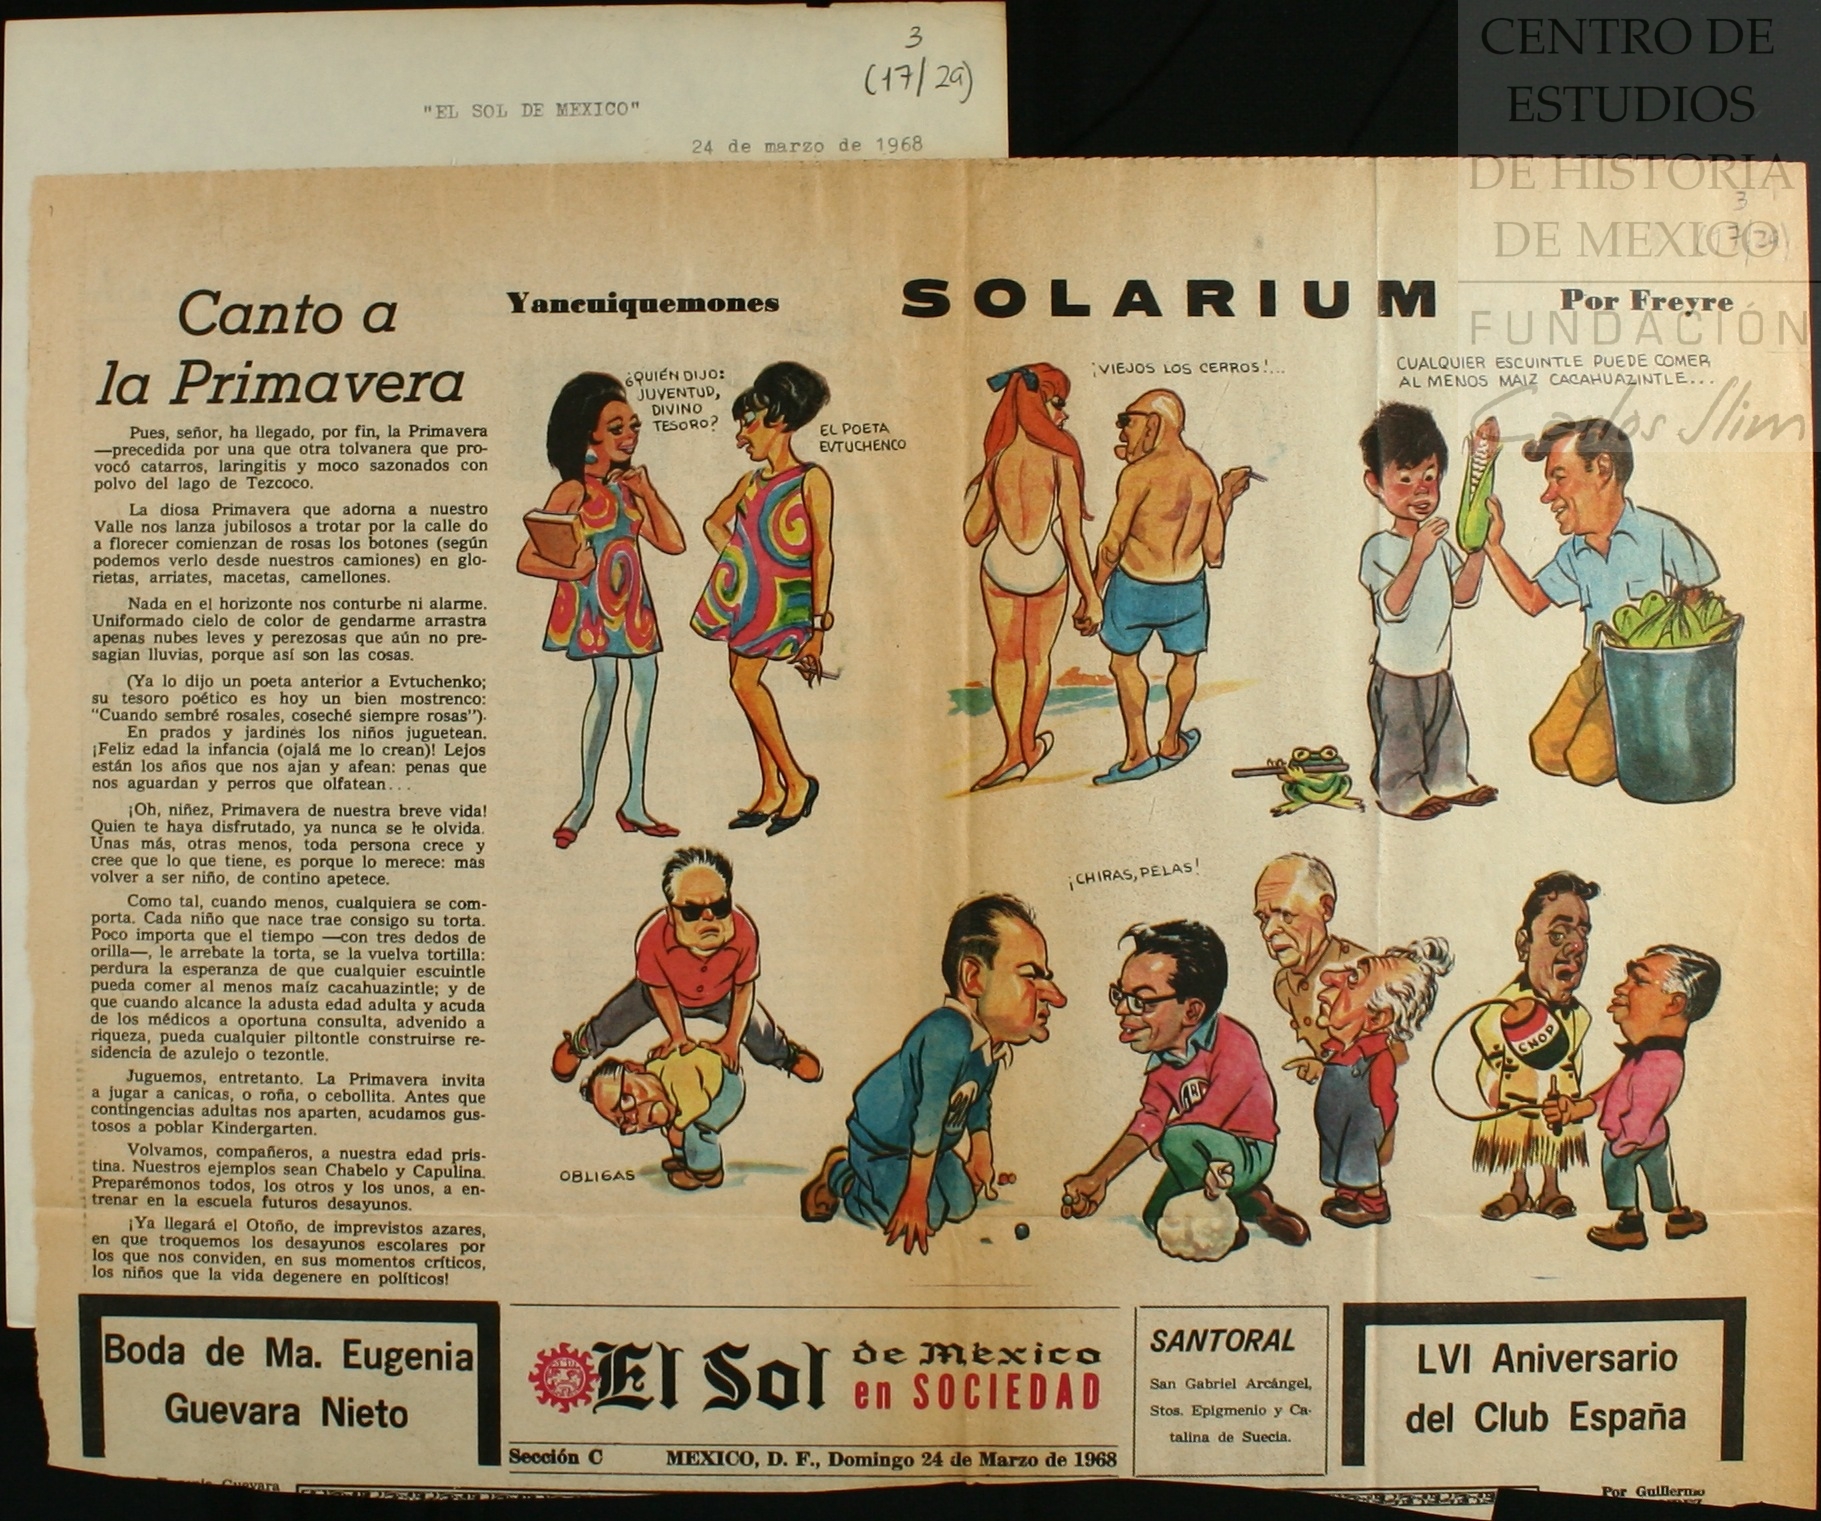 3
(17/29)
"EL SOL DE MEXICO"
24 de marzo de 1968
CENTRO DE
ESTUDIOS
DE HISTORIA
DE MEXICO
FUNDACIÓN
Carlos Slim
3
Canto a
la Primavera
Pues, señor, ha llegado, por fin, la Primavera
—precedida por una que otra tolvanera que pro-
vocó catarros, laringitis y moco sazonados con
polvo del lago de Tezcoco.
La diosa Primavera que adorna a nuestro
Valle nos lanza jubilosos a trotar por la calle do
a florecer comienzan de rosas los botones (según
podemos verlo desde nuestros camiones) en glo-
rietas, arriates, macetas, camellones.
Nada en el horizonte nos conturbe ni alarme.
Uniformado cielo de color de gendarme arrastra
apenas nubes leves y perezosas que aún no pre-
sagian lluvias, porque así son las cosas.
(Ya lo dijo un poeta anterior a Evtuchenko;
su tesoro poético es hoy un bien mostrenco:
"Cuando sembré rosales, coseché siempre rosas").
En prados y jardines los niños juguetean.
¡Feliz edad la infancia (ojalá me lo crean)! Lejos
están los años que nos ajan y afean: penas que
nos aguardan y perros que olfatean...
¡Oh, niñez, Primavera de nuestra breve vida!
Quien te haya disfrutado, ya nunca se le olvida.
Unas más, otras menos, toda persona crece y
cree que lo que tiene, es porque lo merece: mas
volver a ser niño, de contino apetece.
Como tal, cuando menos, cualquiera se com-
porta. Cada niño que nace trae consigo su torta.
Poco importa que el tiempo —con tres dedos de
orilla—, le arrebate la torta, se la vuelva tortilla:
perdura la esperanza de que cualquier escuintle
pueda comer al menos maíz cacahuazintle; y de
que cuando alcance la adusta edad adulta y acuda
de los médicos a oportuna consulta, advenido a
riqueza, pueda cualquier piltontle construirse re-
sidencia de azulejo o tezontle.
Juguemos, entretanto. La Primavera invita
a jugar a canicas, o roña, o cebollita. Antes que
contingencias adultas nos aparten, acudamos gus-
tosos a poblar Kindergarten.
Volvamos, compañeros, a nuestra edad prís-
tina. Nuestros ejemplos sean Chabelo y Capulina.
Preparémonos todos, los otros y los unos, a en-
trenar en la escuela futuros desayunos.
¡Ya llegará el Otoño, de imprevistos azares,
en que troquemos los desayunos escolares por
los que nos conviden, en sus momentos críticos,
los niños que la vida degenere en políticos!
Yancuiquemones
SOLARIUM
Por Freyre
¿QUIÉN DIJO:
JUVENTUD,
DIVINO
TESORO?
EL POETA
EVTUCHENCO
¡VIEJOS LOS CERROS!...
CUALQUIER ESCUINTLE PUEDE COMER
AL MENOS MAIZ CACAHUAZINTLE...
OBLIGAS
¡CHIRAS, PELAS!
CNOP
Boda de Ma. Eugenia
Guevara Nieto
El Sol de Mexico
en SOCIEDAD
Sección C MEXICO, D. F., Domingo 24 de Marzo de 1968
SANTORAL
San Gabriel Arcángel,
Stos. Epigmenio y Ca-
talina de Suecia.
LVI Aniversario
del Club España
Guevara
Por Guillermo